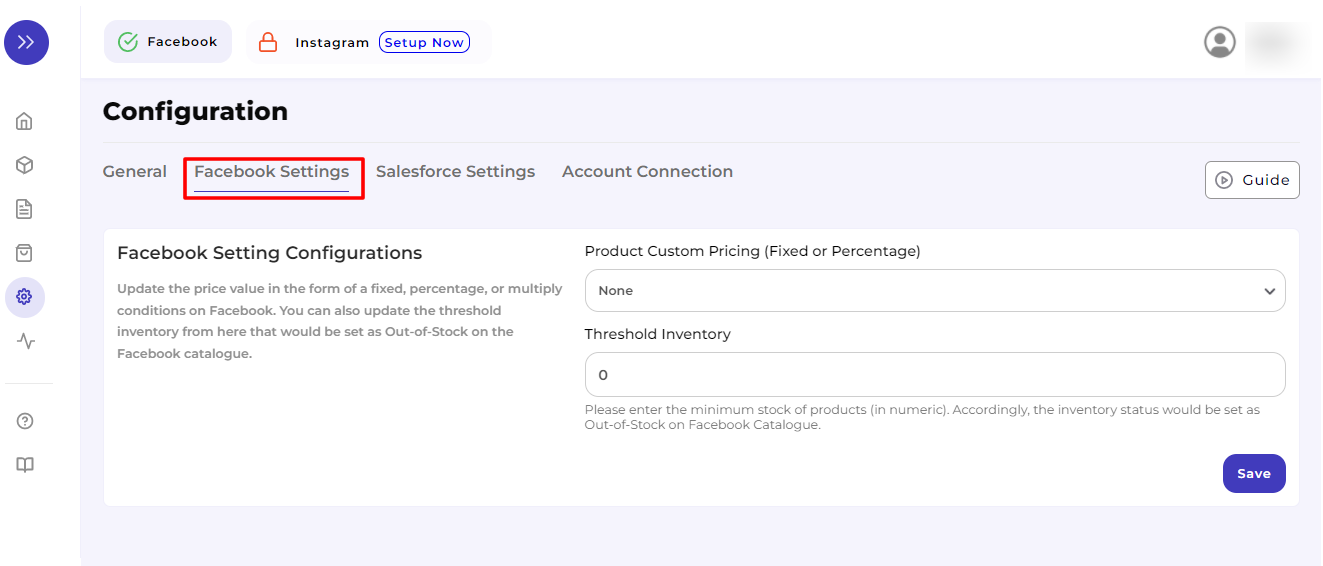 Facebook
Instagram Setup Now
Configuration
General Facebook Settings Salesforce Settings Account Connection
Guide
Facebook Setting Configurations
Update the price value in the form of a fixed, percentage, or multiply
conditions on Facebook. You can also update the threshold
inventory from here that would be set as Out-of-Stock on the
Facebook catalogue.
Product Custom Pricing (Fixed or Percentage)
None
Threshold Inventory
0
Please enter the minimum stock of products (in numeric). Accordingly, the inventory status would be set as
Out-of-Stock on Facebook Catalogue.
Save